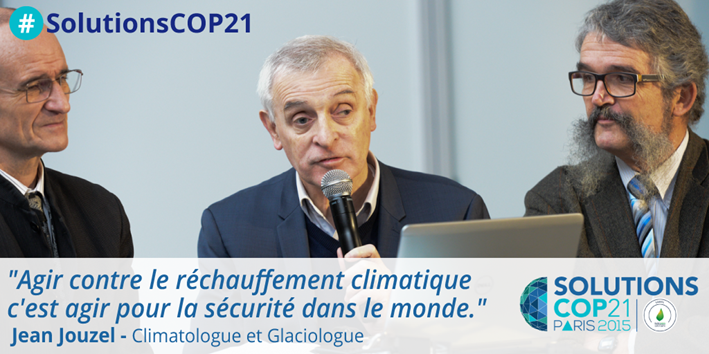 #SolutionsCOP21
"Agir contre le réchauffement climatique
c'est agir pour la sécurité dans le monde."
Jean Jouzel - Climatologue et Glaciologue
SOLUTIONS
COP21
PARIS 2015